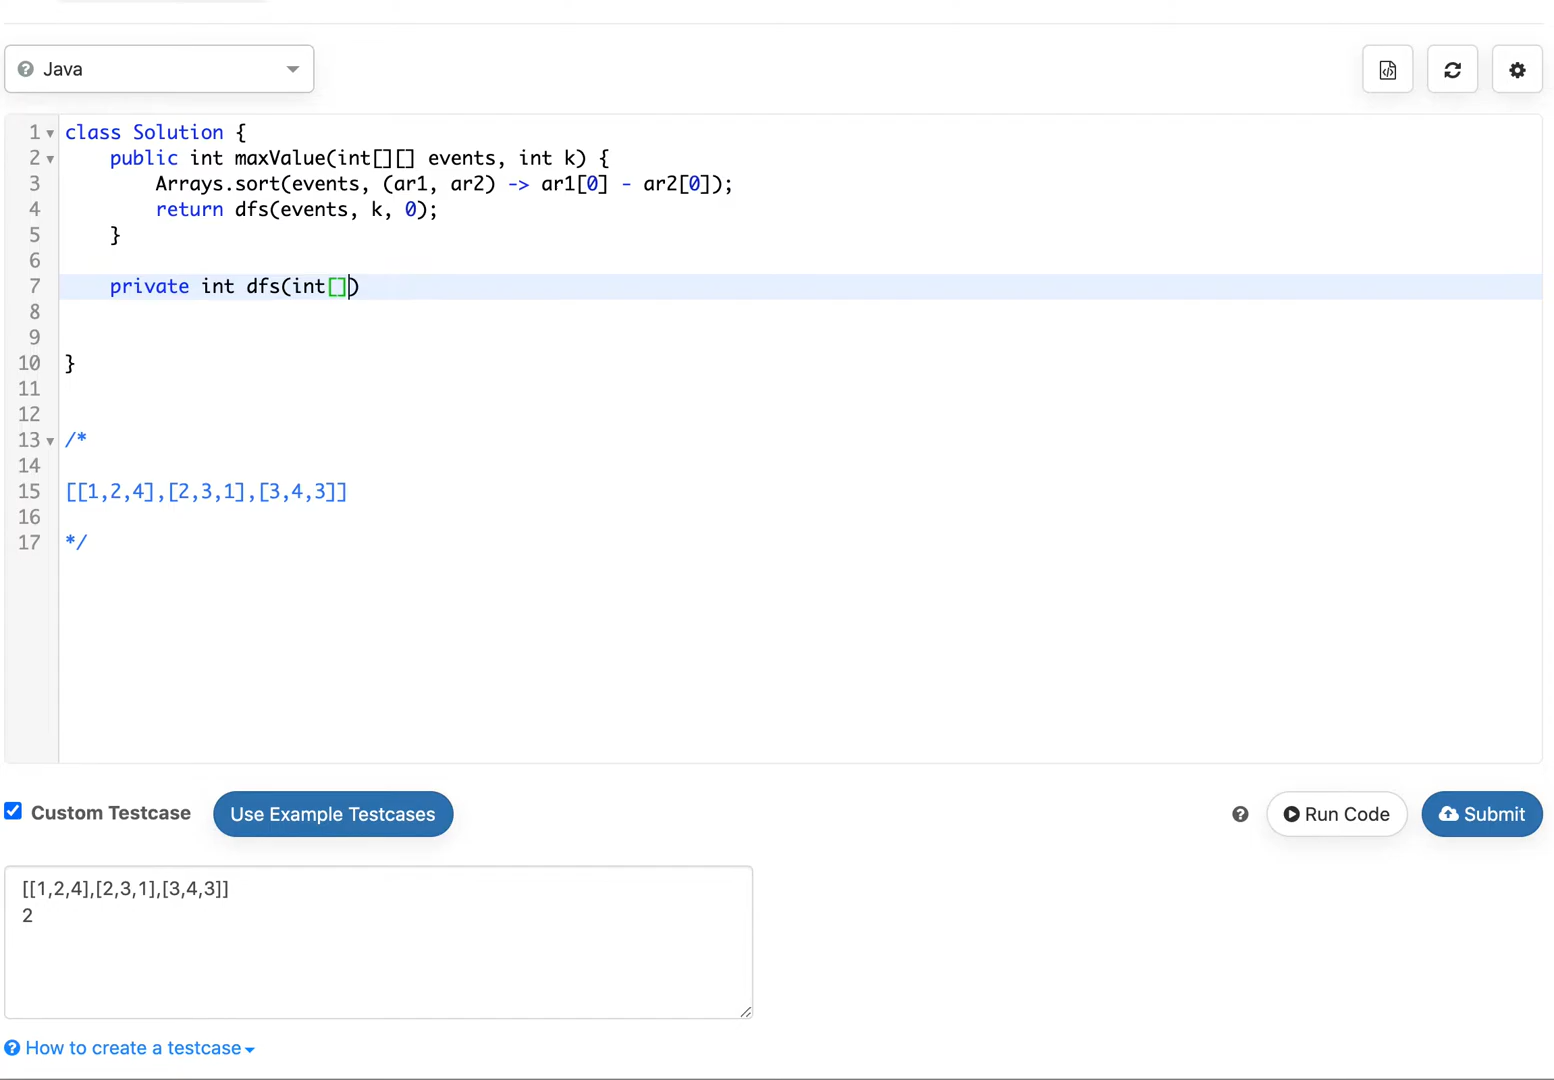 Java
1 class Solution {
2 public int maxValue(int[][] events, int k) {
3 Arrays.sort(events, (ar1, ar2) -> ar1[0] - ar2[0]);
4 return dfs(events, k, 0);
5 }
6
7 private int dfs(int[])
8
9
10 }
11
12
13 /*
14
15 [[1,2,4],[2,3,1],[3,4,3]]
16
17 */
Custom Testcase Use Example Testcases Run Code Submit
[[1,2,4],[2,3,1],[3,4,3]]
2
How to create a testcase